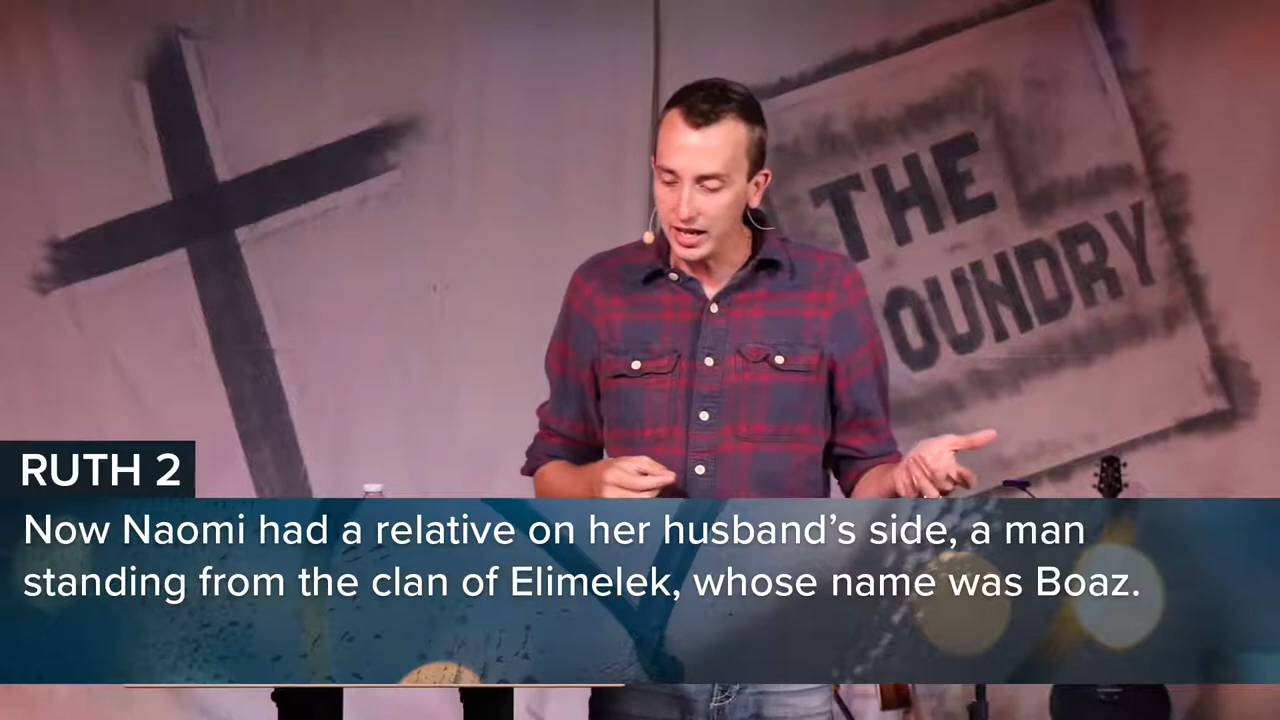 THE
OUNDRY
RUTH 2
Now Naomi had a relative on her husband’s side, a man
standing from the clan of Elimelek, whose name was Boaz.